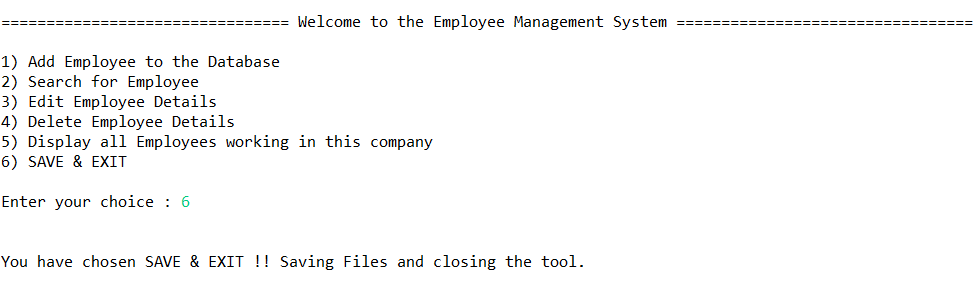 ================================ Welcome to the Employee Management System =================================
1) Add Employee to the Database
2) Search for Employee
3) Edit Employee Details
4) Delete Employee Details
5) Display all Employees working in this company
6) SAVE & EXIT
Enter your choice : 6
You have chosen SAVE & EXIT !! Saving Files and closing the tool.